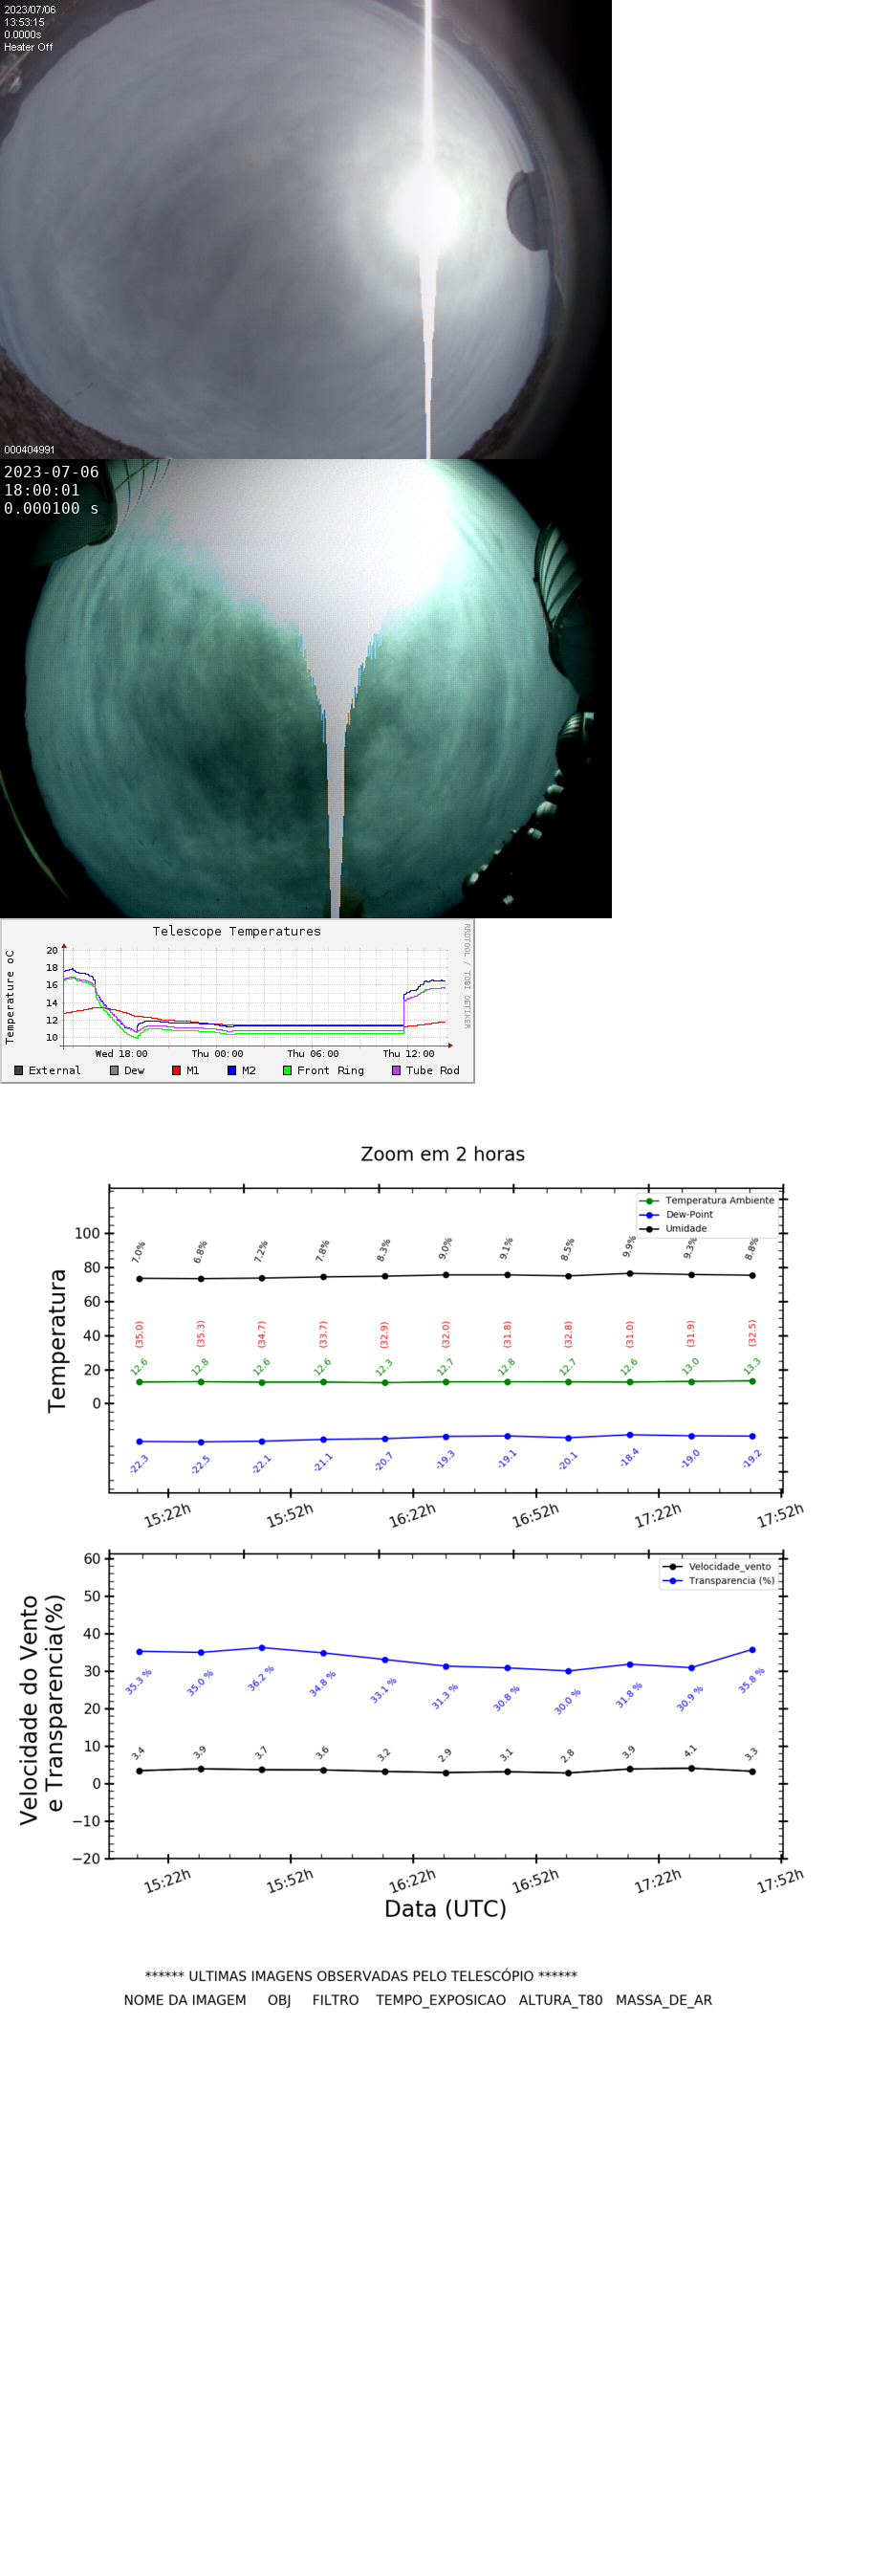 2023/07/06
13:53:15
0.0000s
Heater Off
000404991
2023-07-06
18:00:01
0.000100 s
Telescope Temperatures
RRDTOOL / TOBI OETIKER
Temperature oC
20
18
16
14
12
10
Wed 18:00 Thu 00:00 Thu 06:00 Thu 12:00
External Dew M1 M2 Front Ring Tube Rod
Zoom em 2 horas
Temperatura Ambiente
Dew-Point
Umidade
Temperatura
100
80
60
40
20
0
7.0% 6.8% 7.2% 7.8% 8.3% 9.0% 9.1% 8.5% 9.9% 9.3% 8.8%
(35.0) (35.3) (34.7) (33.7) (32.9) (32.0) (31.8) (32.8) (31.0) (31.9) (32.5)
12.6 12.8 12.6 12.6 12.3 12.7 12.8 12.7 12.6 13.0 13.3
-22.3 -22.5 -22.1 -21.1 -20.7 -19.3 -19.1 -20.1 -18.4 -19.0 -19.2
15:22h 15:52h 16:22h 16:52h 17:22h 17:52h
Velocidade_vento
Transparencia (%)
Velocidade do Vento
e Transparencia(%)
60
50
40
30
20
10
0
−10
−20
35.3 % 35.0 % 36.2 % 34.8 % 33.1 % 31.3 % 30.8 % 30.0 % 31.8 % 30.9 % 35.8 %
3.4 3.9 3.7 3.6 3.2 2.9 3.1 2.8 3.9 4.1 3.3
15:22h 15:52h 16:22h 16:52h 17:22h 17:52h
Data (UTC)
****** ULTIMAS IMAGENS OBSERVADAS PELO TELESCÓPIO ******
NOME DA IMAGEM OBJ FILTRO TEMPO_EXPOSICAO ALTURA_T80 MASSA_DE_AR